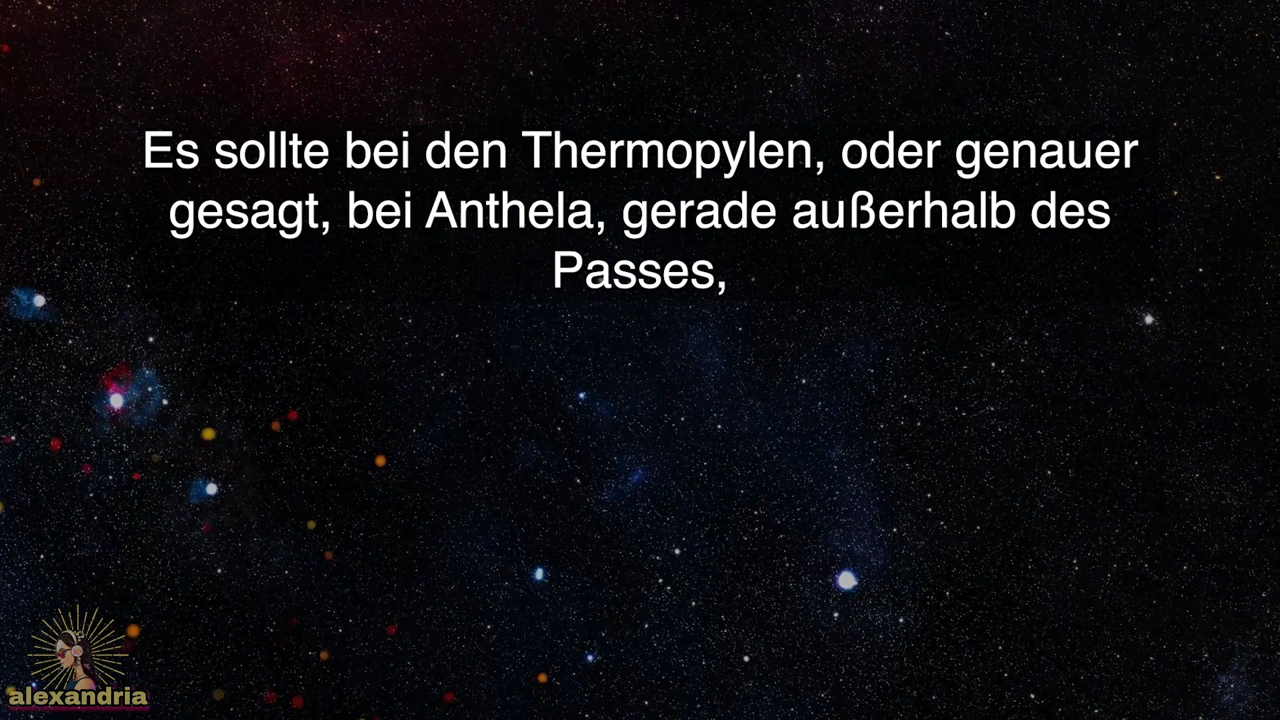 Es sollte bei den Thermopylen, oder genauer
gesagt, bei Anthela, gerade außerhalb des
Passes,
alexandria